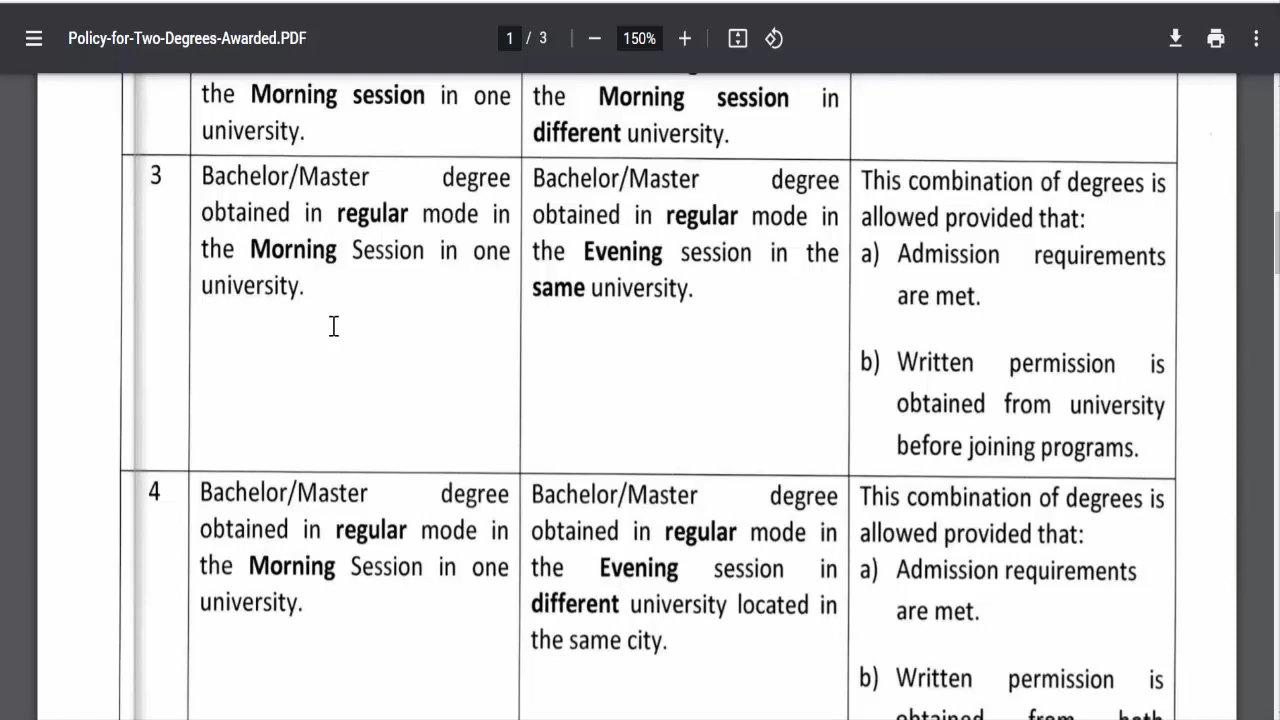 Policy-for-Two-Degrees-Awarded.PDF 1 / 3 150%
the Morning session in one
university.
the Morning session in
different university.
3
Bachelor/Master degree
obtained in regular mode in
the Morning Session in one
university.
Bachelor/Master degree
obtained in regular mode in
the Evening session in the
same university.
This combination of degrees is
allowed provided that:
a) Admission requirements
are met.
b) Written permission is
obtained from university
before joining programs.
4
Bachelor/Master degree
obtained in regular mode in
the Morning Session in one
university.
Bachelor/Master degree
obtained in regular mode in
the Evening session in
different university located in
the same city.
This combination of degrees is
allowed provided that:
a) Admission requirements
are met.
b) Written permission is
obtained from both